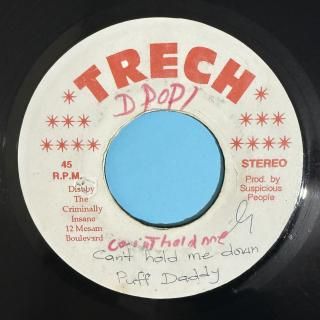 TRECH
D POP!
45
R.P.M.
STEREO
Dist by
The
Criminally
Insane
12 Mesam
Boulevard
Prod. by
Suspicious
People
can't hold me
Can't hold me down
Puff Daddy